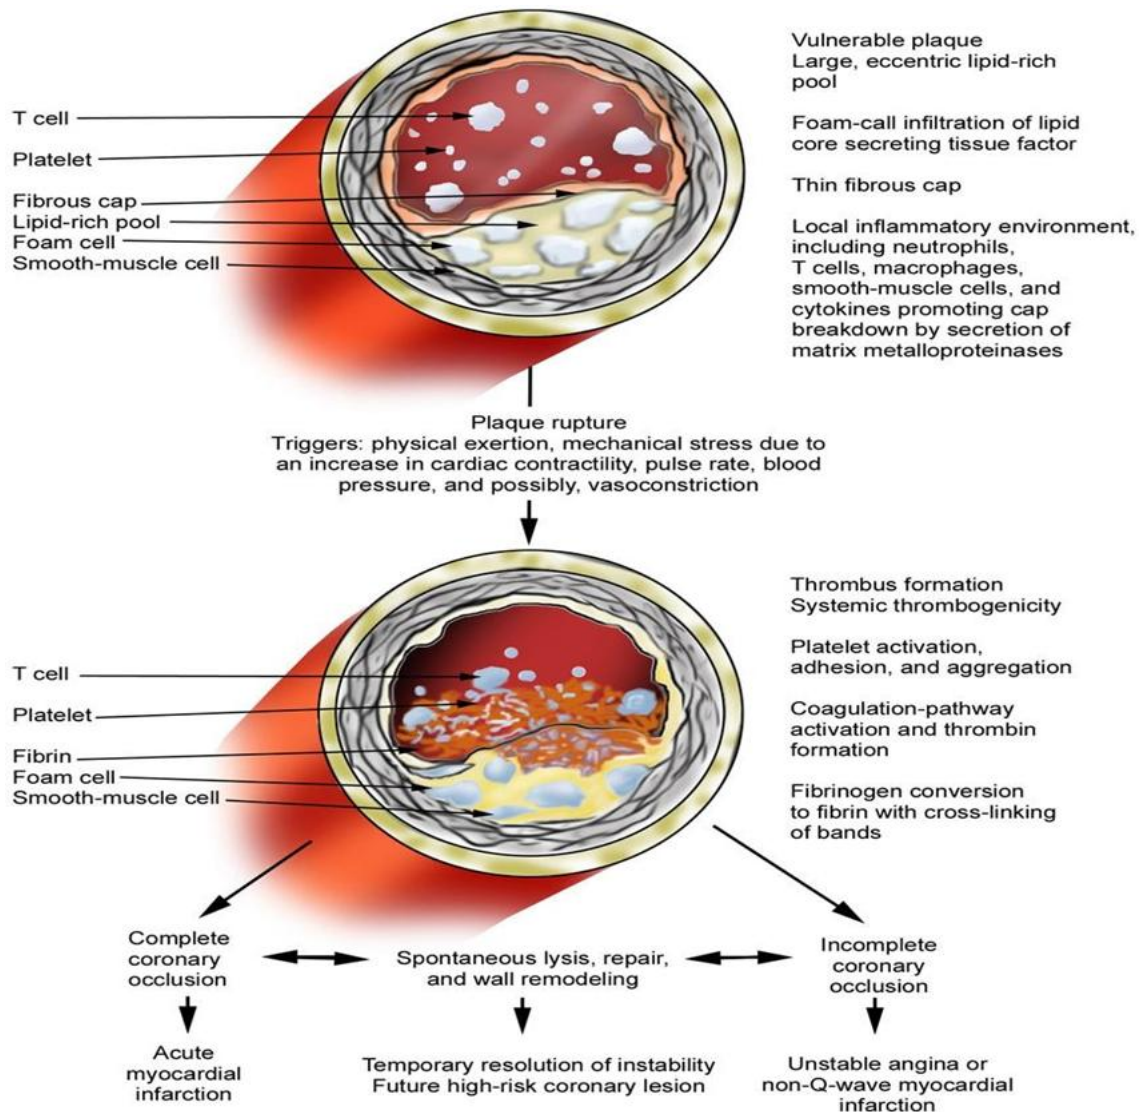 T cell
Platelet
Fibrous cap
Lipid-rich pool
Foam cell
Smooth-muscle cell
Vulnerable plaque
Large, eccentric lipid-rich
pool
Foam-call infiltration of lipid
core secreting tissue factor
Thin fibrous cap
Local inflammatory environment,
including neutrophils,
T cells, macrophages,
smooth-muscle cells, and
cytokines promoting cap
breakdown by secretion of
matrix metalloproteinases
Plaque rupture
Triggers: physical exertion, mechanical stress due to
an increase in cardiac contractility, pulse rate, blood
pressure, and possibly, vasoconstriction
T cell
Platelet
Fibrin
Foam cell
Smooth-muscle cell
Thrombus formation
Systemic thrombogenicity
Platelet activation,
adhesion, and aggregation
Coagulation-pathway
activation and thrombin
formation
Fibrinogen conversion
to fibrin with cross-linking
of bands
Complete
coronary
occlusion
Spontaneous lysis, repair,
and wall remodeling
Incomplete
coronary
occlusion
Acute
myocardial
infarction
Temporary resolution of instability
Future high-risk coronary lesion
Unstable angina or
non-Q-wave myocardial
infarction